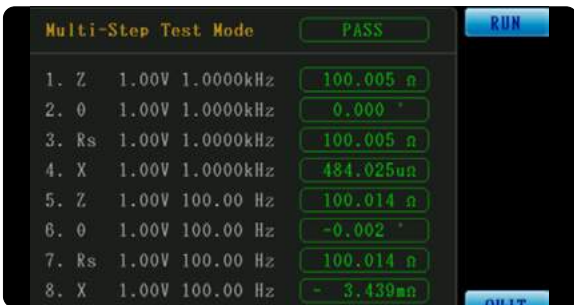 Multi-Step Test Mode PASS RUN
1. Z 1.00V 1.0000kHz 100.005 Ω
2. θ 1.00V 1.0000kHz 0.000 °
3. Rs 1.00V 1.0000kHz 100.005 Ω
4. X 1.00V 1.0000kHz 484.025uΩ
5. Z 1.00V 100.00 Hz 100.014 Ω
6. θ 1.00V 100.00 Hz -0.002 °
7. Rs 1.00V 100.00 Hz 100.014 Ω
8. X 1.00V 100.00 Hz - 3.439mΩ
QUIT